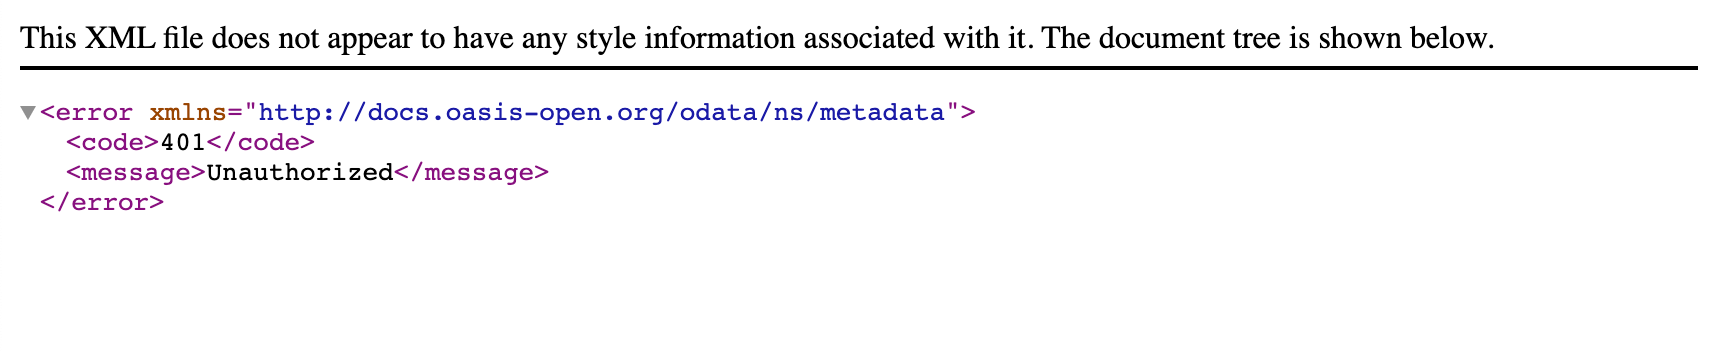 This XML file does not appear to have any style information associated with it. The document tree is shown below.
<error xmlns="http://docs.oasis-open.org/odata/ns/metadata">
<code>401</code>
<message>Unauthorized</message>
</error>